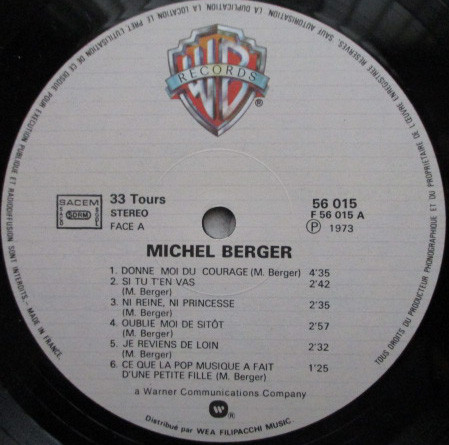 TOUS DROITS DU PRODUCTEUR PHONOGRAPHIQUE ET DU PROPRIÉTAIRE DE L'ŒUVRE ENREGISTRÉE RÉSERVÉS. SAUF AUTORISATION LA DUPLICATION, LA LOCATION, LE PRÊT, L'UTILISATION DE CE DISQUE POUR EXÉCUTION PUBLIQUE ET RADIODIFFUSION SONT INTERDITS. - MADE IN FRANCE.
WB
RECORDS
®
SACEM
SDRM
33 Tours
STEREO
FACE A
56 015
F 56 015 A
Ⓟ 1973
MICHEL BERGER
1. DONNE MOI DU COURAGE (M. Berger) 4'35
2. SI TU T'EN VAS 2'42
(M. Berger)
3. NI REINE, NI PRINCESSE 2'35
(M. Berger)
4. OUBLIE MOI DE SITÔT 2'57
(M. Berger)
5. JE REVIENS DE LOIN 2'32
(M. Berger)
6. CE QUE LA POP MUSIQUE A FAIT 1'25
D'UNE PETITE FILLE (M. Berger)
a Warner Communications Company
®
Distribué par WEA FILIPACCHI MUSIC.